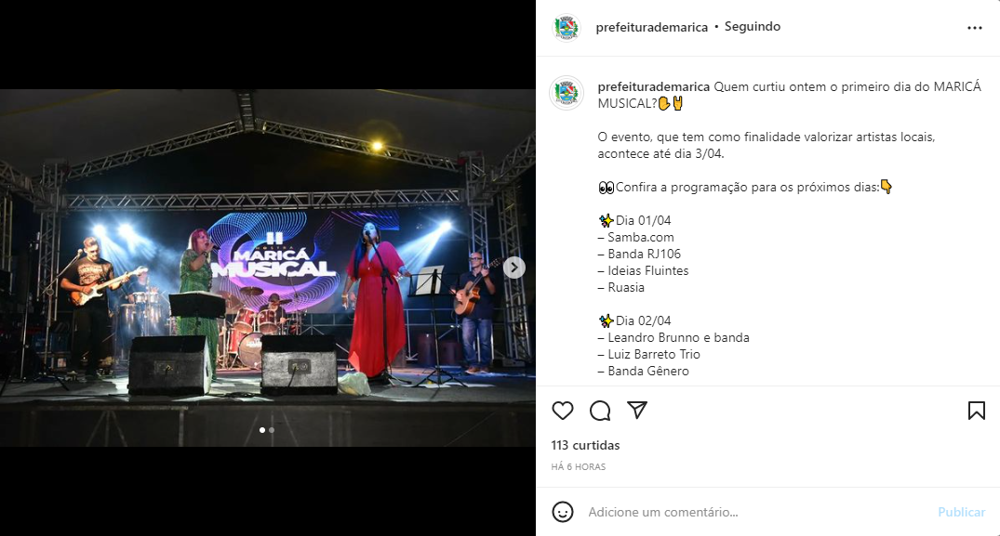 II
MOSTRA
MARICÁ
MUSICAL
prefeiturademarica • Seguindo
prefeiturademarica Quem curtiu ontem o primeiro dia do MARICÁ
MUSICAL?✋🤘
O evento, que tem como finalidade valorizar artistas locais,
acontece até dia 3/04.
👀Confira a programação para os próximos dias:👇
✨Dia 01/04
– Samba.com
– Banda RJ106
– Ideias Fluintes
– Ruasia
✨Dia 02/04
– Leandro Brunno e banda
– Luiz Barreto Trio
– Banda Gênero
113 curtidas
HÁ 6 HORAS
Adicione um comentário...
Publicar